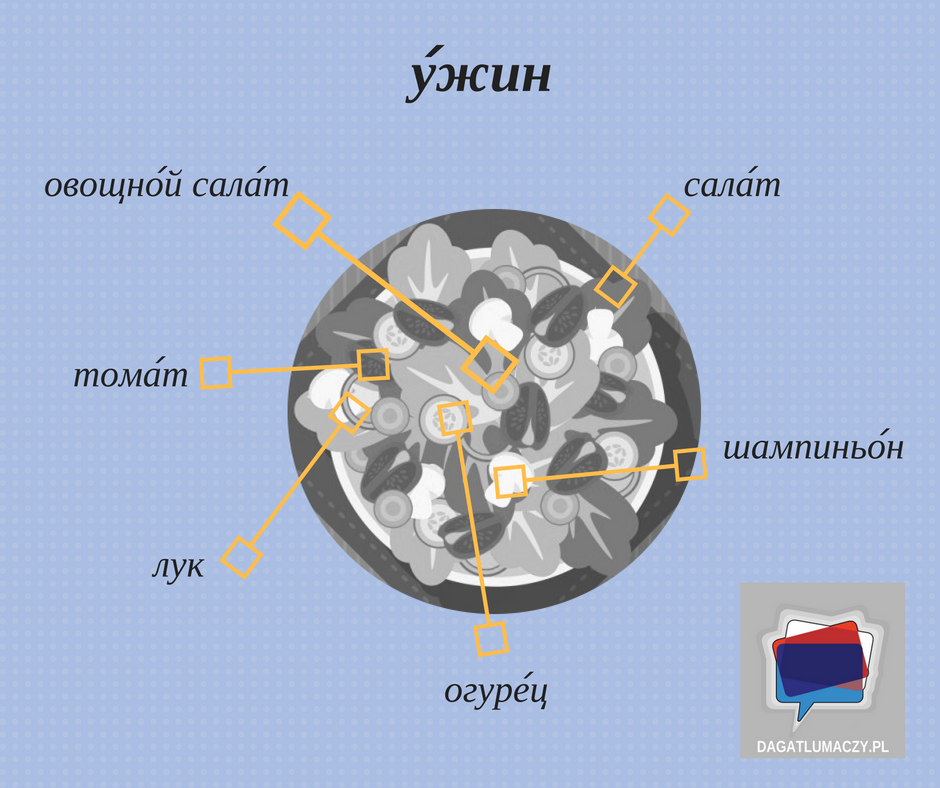 у́жин
овощно́й сала́т
сала́т
тома́т
шампиньо́н
лук
огуре́ц
DAGATLUMACZY.PL